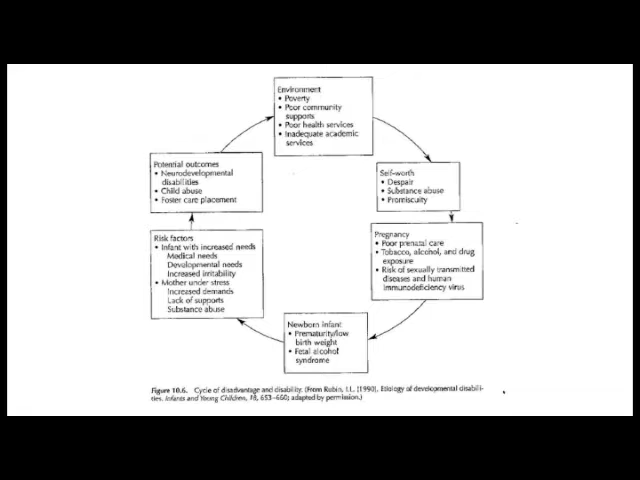 Environment
• Poverty
• Poor community
supports
• Poor health services
• Inadequate academic
services
Self-worth
• Despair
• Substance abuse
• Promiscuity
Pregnancy
• Poor prenatal care
• Tobacco, alcohol, and drug
exposure
• Risk of sexually transmitted
diseases and human
immunodeficiency virus
Newborn infant
• Prematurity/low
birth weight
• Fetal alcohol
syndrome
Risk factors
• Infant with increased needs
Medical needs
Developmental needs
Increased irritability
• Mother under stress
Increased demands
Lack of supports
Substance abuse
Potential outcomes
• Neurodevelopmental
disabilities
• Child abuse
• Foster care placement
Figure 10.6. Cycle of disadvantage and disability. (From Rubin, I.L. [1990]. Etiology of developmental disabili-
ties. Infants and Young Children, 653–660; adapted by permission.)